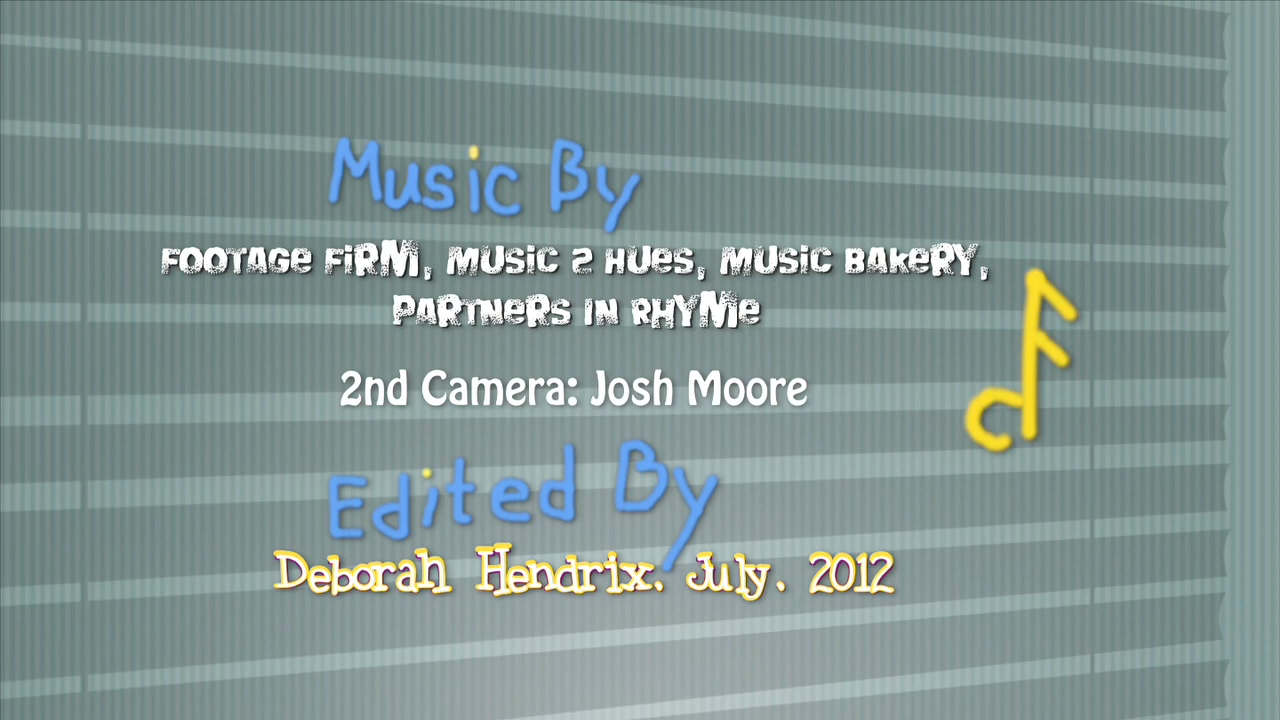 Music By
FOOTAGE FiRM, MUSiC 2 HUeS, MUSiC BAKeRY,
PARTNeRS IN RHYMe
2nd Camera: Josh Moore
Edited By
Deborah Hendrix. July. 2012